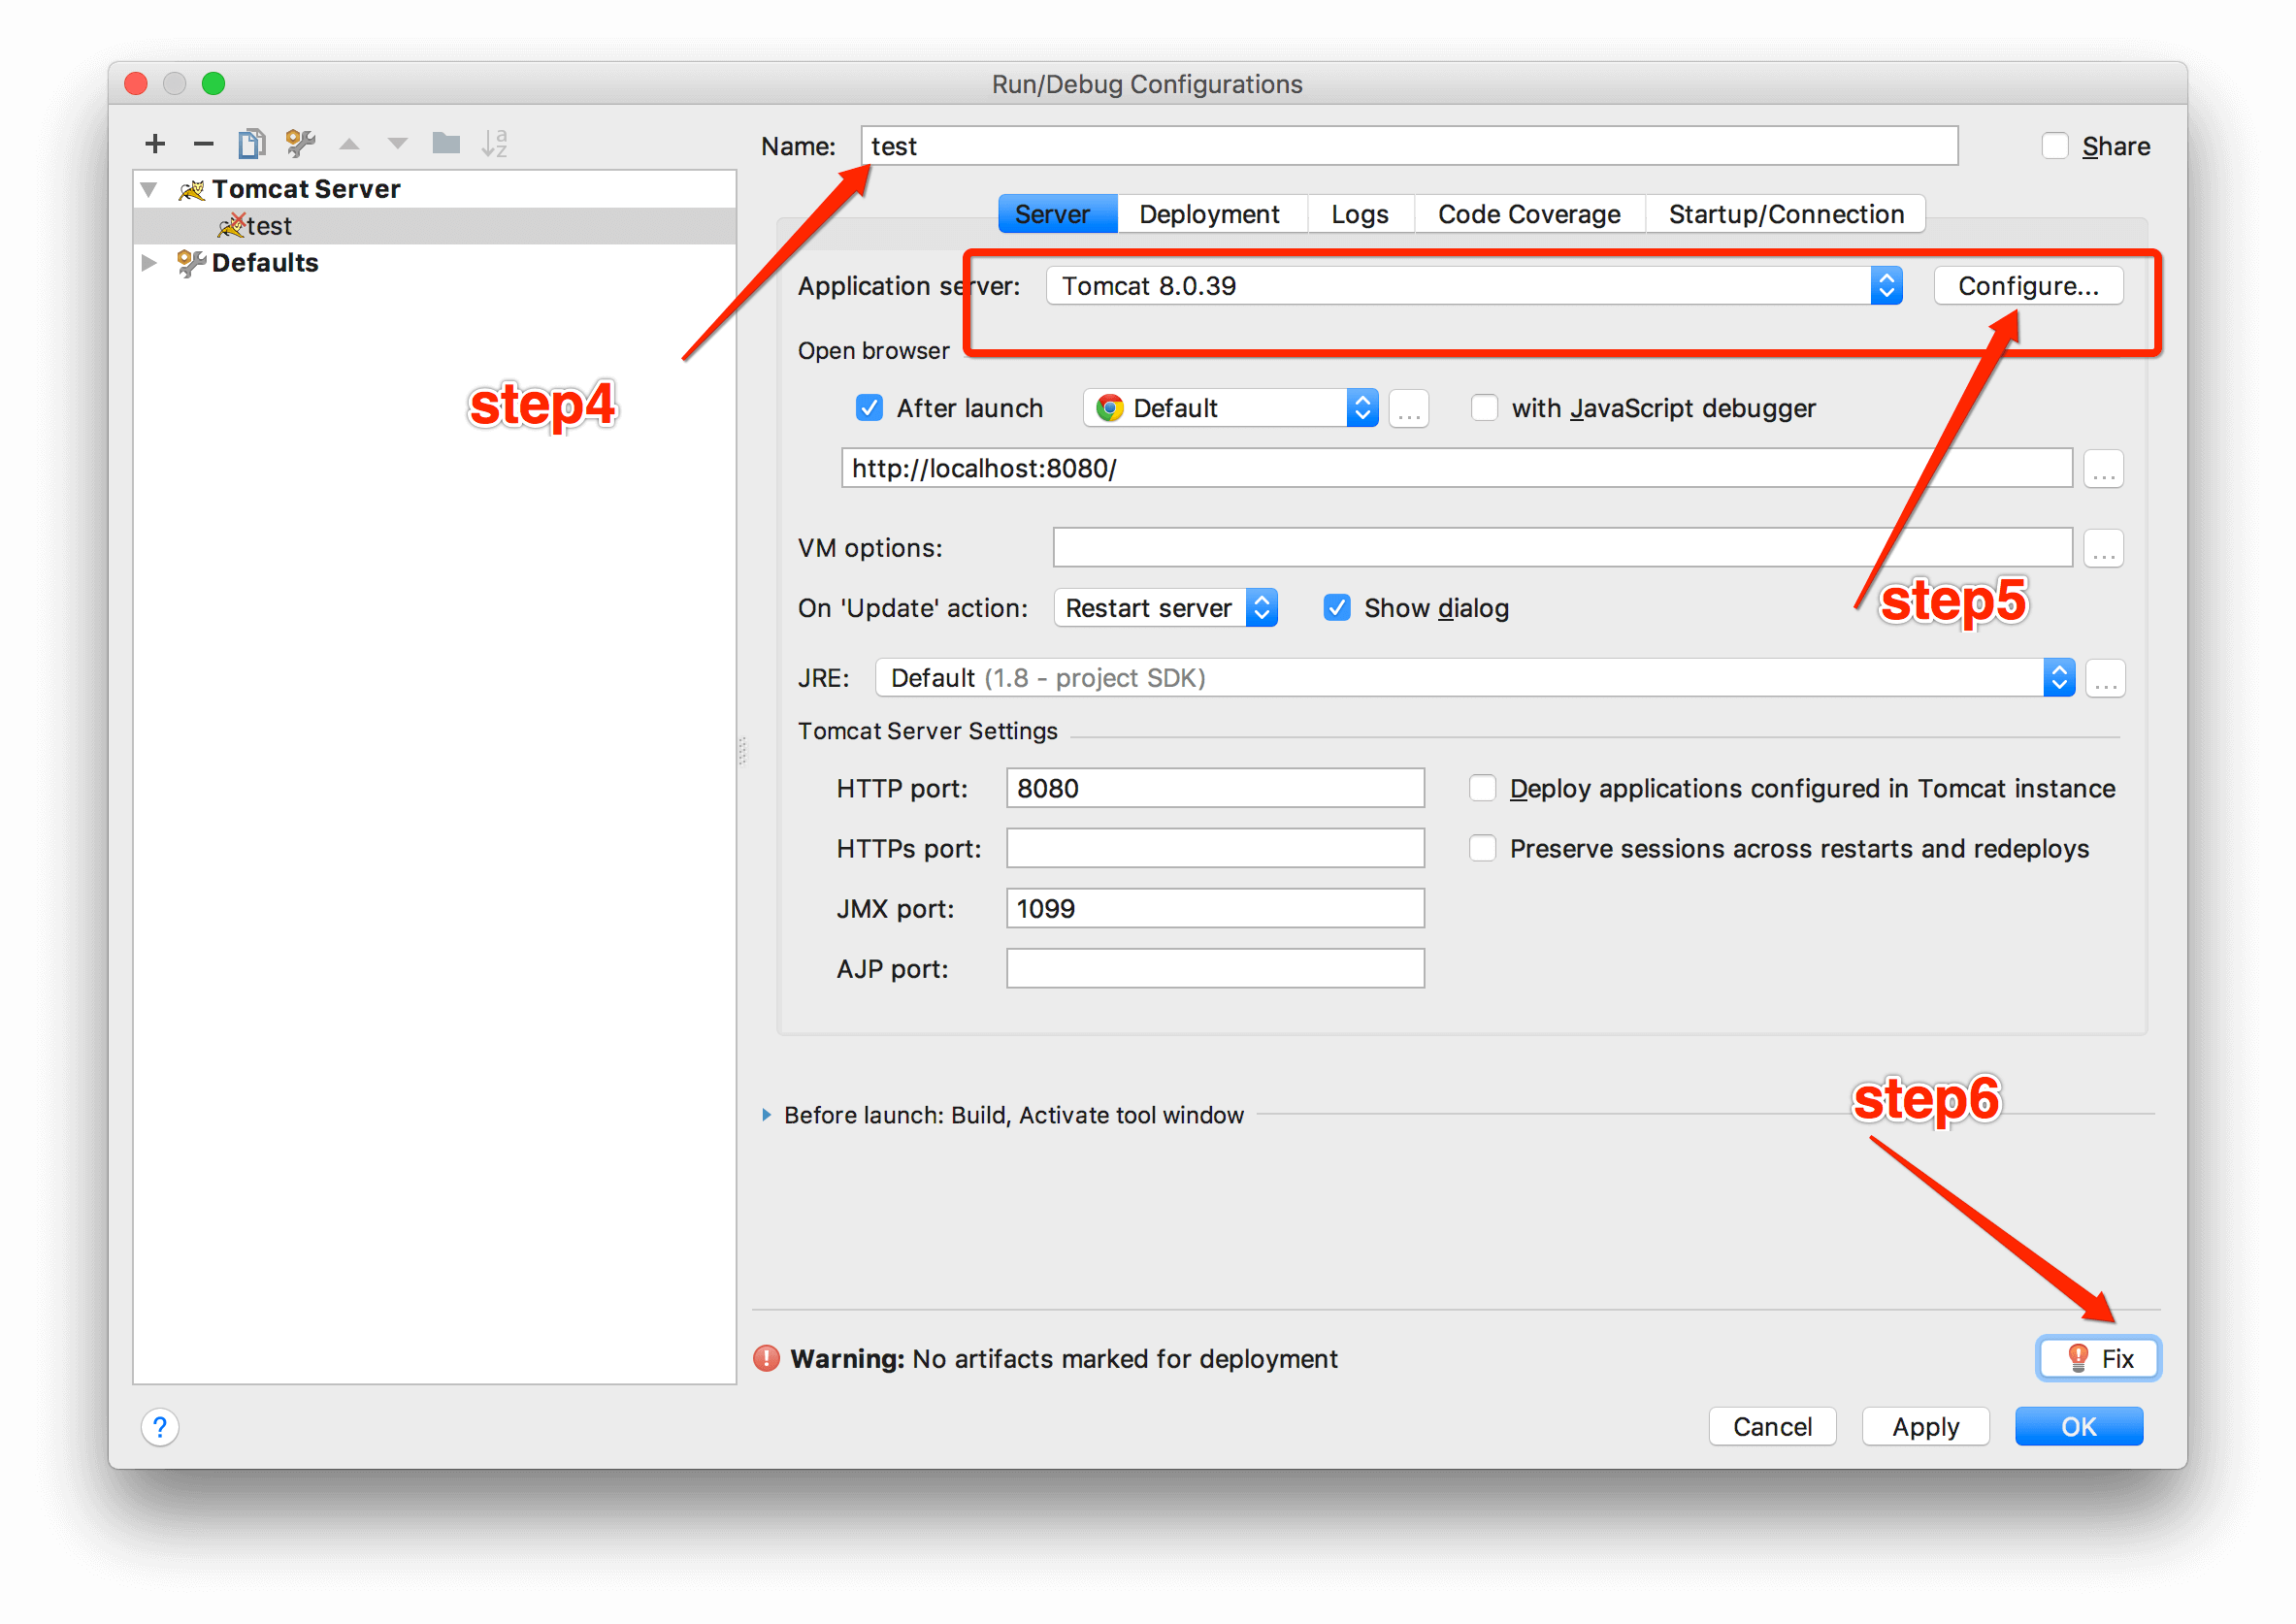 Run/Debug Configurations
Name: test Share
Tomcat Server
test
Defaults
Server Deployment Logs Code Coverage Startup/Connection
Application server: Tomcat 8.0.39 Configure...
Open browser
step4
After launch Default ... with JavaScript debugger
http://localhost:8080/ ...
VM options: ...
step5
On 'Update' action: Restart server Show dialog
JRE: Default (1.8 - project SDK) ...
Tomcat Server Settings
HTTP port: 8080 Deploy applications configured in Tomcat instance
HTTPs port: Preserve sessions across restarts and redeploys
JMX port: 1099
AJP port:
step6
Before launch: Build, Activate tool window
Warning: No artifacts marked for deployment Fix
? Cancel Apply OK